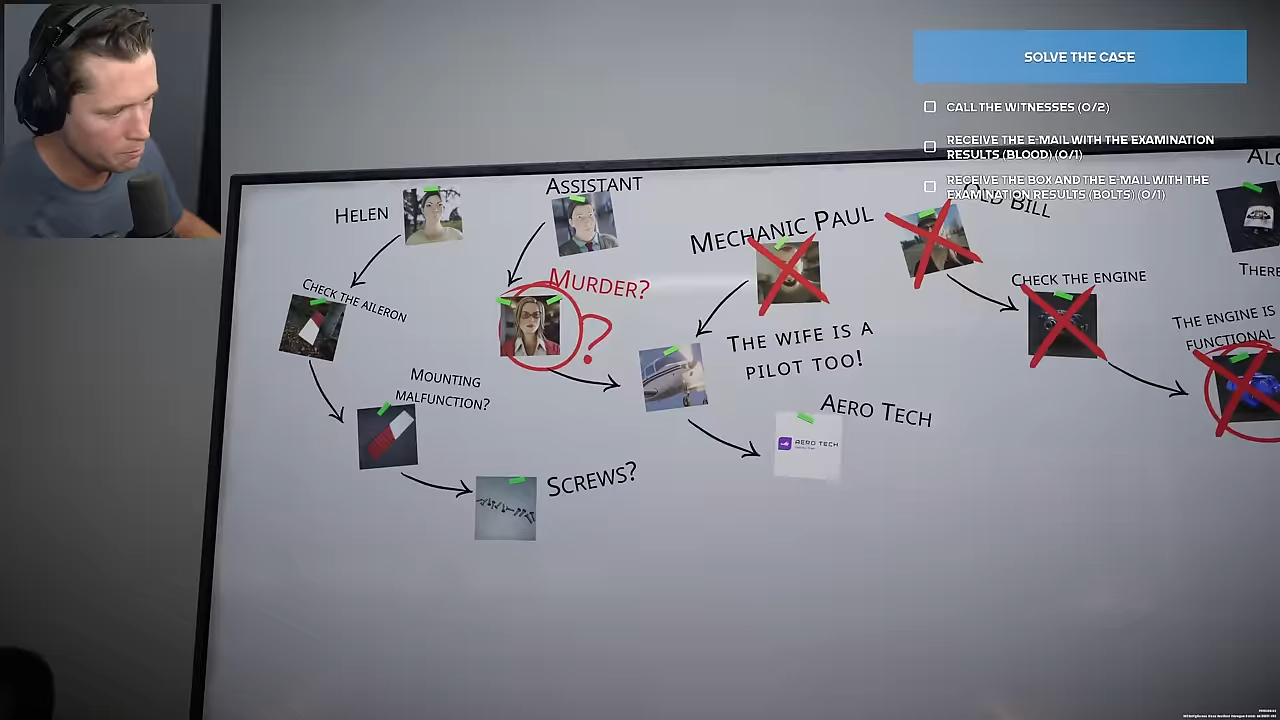 SOLVE THE CASE
CALL THE WITNESSES (0/2)
RECEIVE THE E-MAIL WITH THE EXAMINATION
RESULTS (BLOOD) (0/1)
RECEIVE THE BOX AND THE E-MAIL WITH THE
EXAMINATION RESULTS (BOLTS) (0/1)
HELEN
ASSISTANT
MECHANIC PAUL
OLD BILL
ALC
CHECK THE AILERON
MURDER?
?
CHECK THE ENGINE
THERE
THE ENGINE IS
FUNCTIONAL
THE WIFE IS A
PILOT TOO!
MOUNTING
MALFUNCTION?
AERO TECH
AERO TECH
SCREWS?